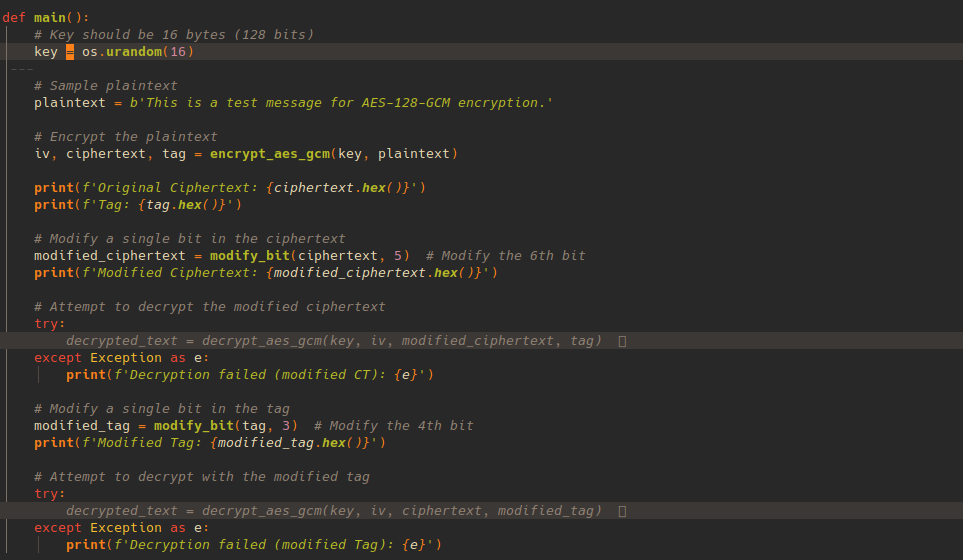 def main():
    # Key should be 16 bytes (128 bits)
    key = os.urandom(16)
    # Sample plaintext
    plaintext = b'This is a test message for AES-128-GCM encryption.'
    # Encrypt the plaintext
    iv, ciphertext, tag = encrypt_aes_gcm(key, plaintext)
    print(f'Original Ciphertext: {ciphertext.hex()}')
    print(f'Tag: {tag.hex()}')
    # Modify a single bit in the ciphertext
    modified_ciphertext = modify_bit(ciphertext, 5)  # Modify the 6th bit
    print(f'Modified Ciphertext: {modified_ciphertext.hex()}')
    # Attempt to decrypt the modified ciphertext
    try:
        decrypted_text = decrypt_aes_gcm(key, iv, modified_ciphertext, tag)
    except Exception as e:
        print(f'Decryption failed (modified CT): {e}')
    # Modify a single bit in the tag
    modified_tag = modify_bit(tag, 3)  # Modify the 4th bit
    print(f'Modified Tag: {modified_tag.hex()}')
    # Attempt to decrypt with the modified tag
    try:
        decrypted_text = decrypt_aes_gcm(key, iv, ciphertext, modified_tag)
    except Exception as e:
        print(f'Decryption failed (modified Tag): {e}')